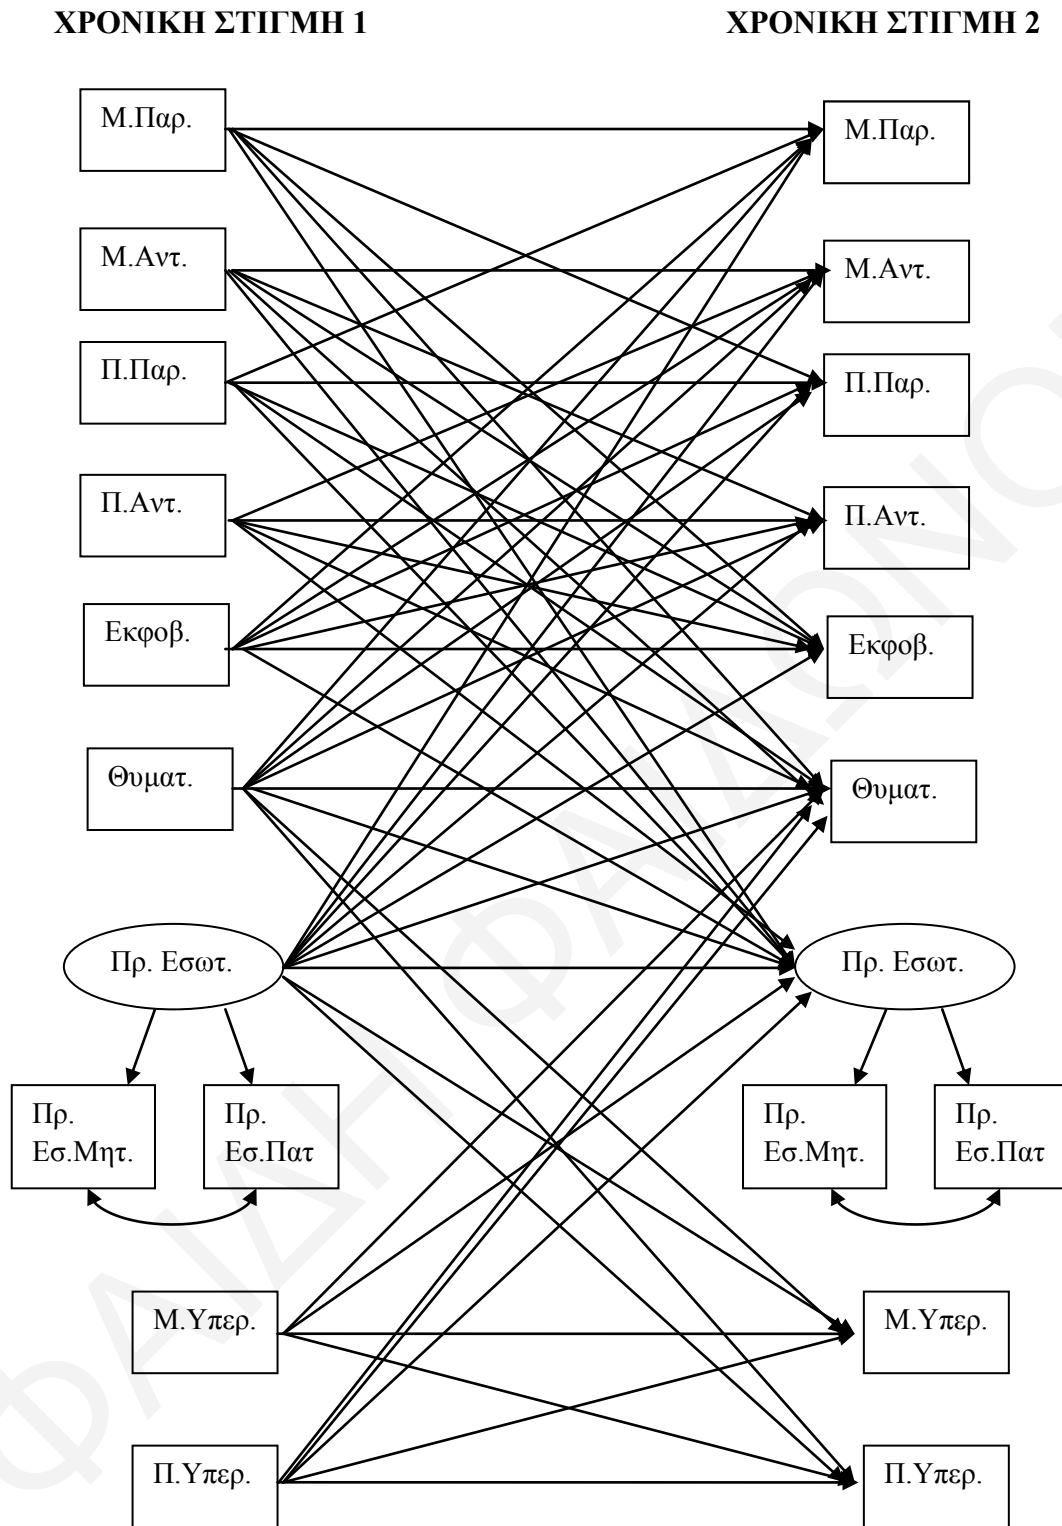 ΧΡΟΝΙΚΗ ΣΤΙΓΜΗ 1 ΧΡΟΝΙΚΗ ΣΤΙΓΜΗ 2
Μ.Παρ. Μ.Παρ.
Μ.Αντ. Μ.Αντ.
Π.Παρ. Π.Παρ.
Π.Αντ. Π.Αντ.
Εκφοβ. Εκφοβ.
Θυματ. Θυματ.
Πρ. Εσωτ. Πρ. Εσωτ.
Πρ. Πρ. Πρ. Πρ.
Εσ.Μητ. Εσ.Πατ Εσ.Μητ. Εσ.Πατ
Μ.Υπερ. Μ.Υπερ.
Π.Υπερ. Π.Υπερ.